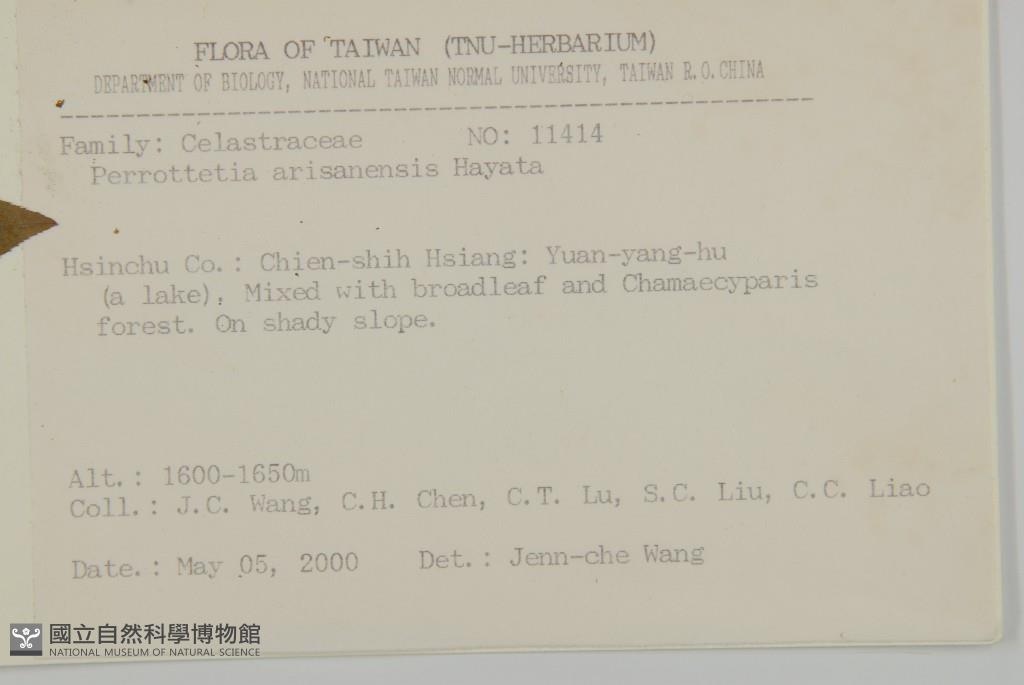 FLORA OF TAIWAN (TNU-HERBARIUM)
DEPARTMENT OF BIOLOGY, NATIONAL TAIWAN NORMAL UNIVERSITY, TAIWAN R.O.CHINA
Family: Celastraceae NO: 11414
Perrottetia arisanensis Hayata
Hsinchu Co.: Chien-shih Hsiang: Yuan-yang-hu
(a lake), Mixed with broadleaf and Chamaecyparis
forest. On shady slope.
Alt.: 1600-1650m
Coll.: J.C. Wang, C.H. Chen, C.T. Lu, S.C. Liu, C.C. Liao
Date.: May 05, 2000 Det.: Jenn-che Wang
國立自然科學博物館
NATIONAL MUSEUM OF NATURAL SCIENCE